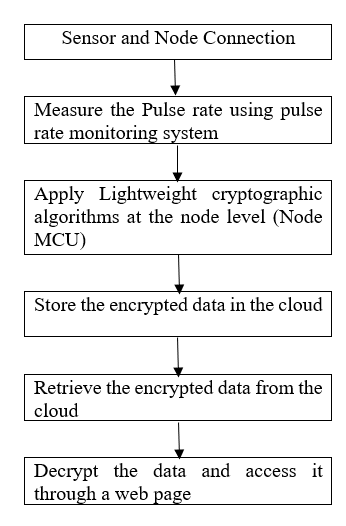 Sensor and Node Connection
Measure the Pulse rate using pulse
rate monitoring system
Apply Lightweight cryptographic
algorithms at the node level (Node
MCU)
Store the encrypted data in the cloud
Retrieve the encrypted data from the
cloud
Decrypt the data and access it
through a web page